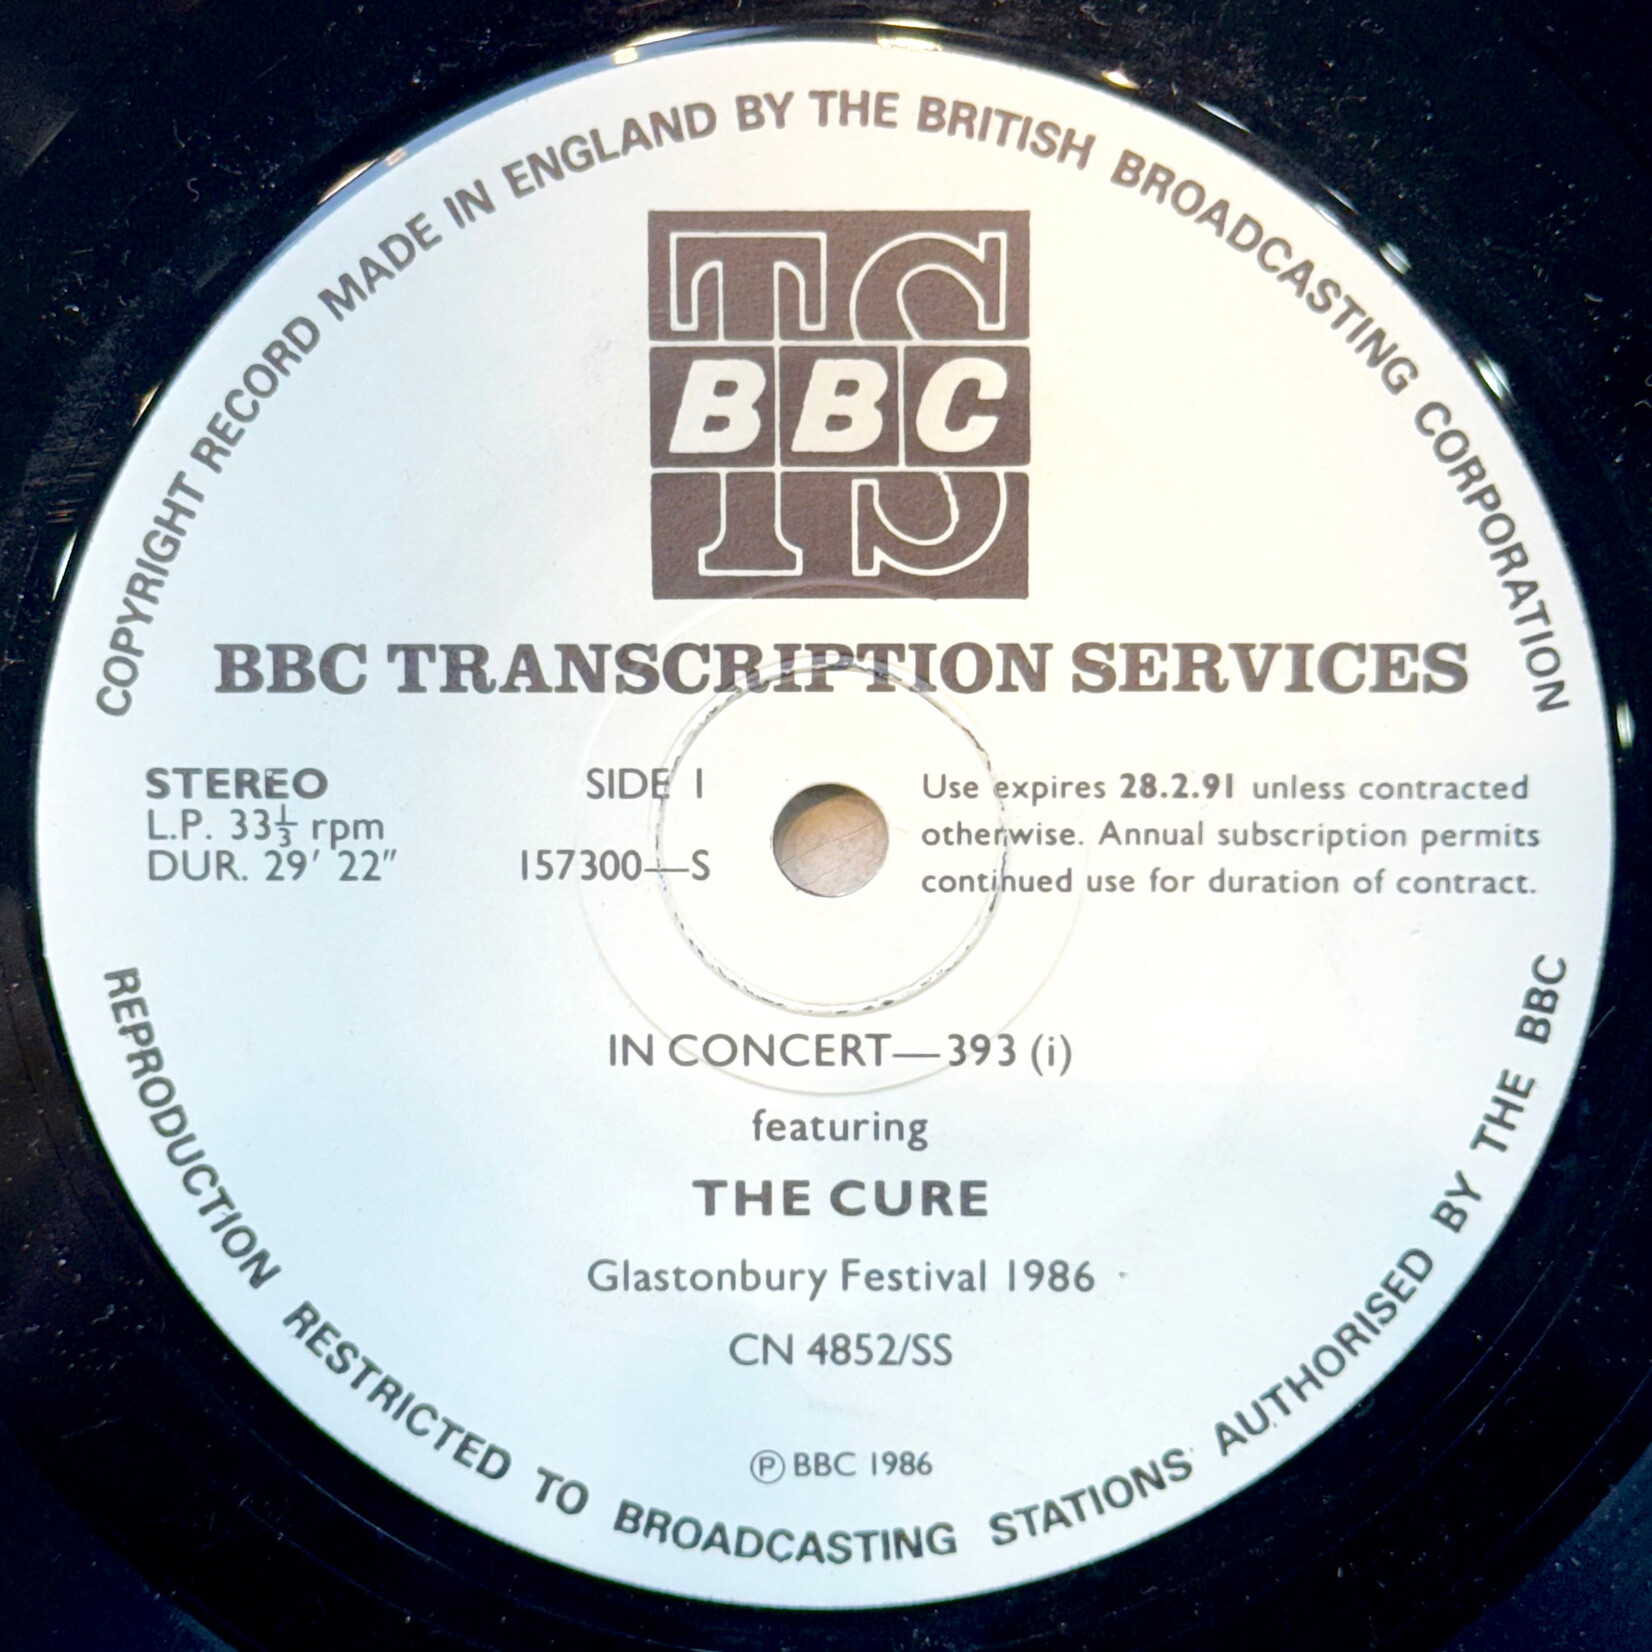 COPYRIGHT RECORD MADE IN ENGLAND BY THE BRITISH BROADCASTING CORPORATION
TS
BBC
BBC TRANSCRIPTION SERVICES
STEREO
L.P. 33⅓ rpm
DUR. 29′ 22″
SIDE 1
157300—S
Use expires 28.2.91 unless contracted
otherwise. Annual subscription permits
continued use for duration of contract.
IN CONCERT—393 (i)
featuring
THE CURE
Glastonbury Festival 1986
CN 4852/SS
℗ BBC 1986
REPRODUCTION RESTRICTED TO BROADCASTING STATIONS AUTHORISED BY THE BBC